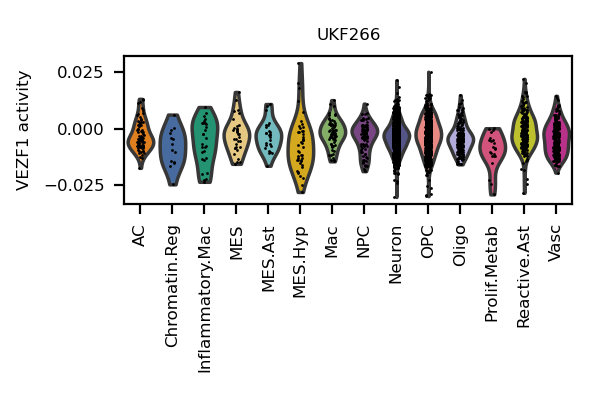 UKF266
VEZF1 activity
0.025
0.000
−0.025
AC
Chromatin.Reg
Inflammatory.Mac
MES
MES.Ast
MES.Hyp
Mac
NPC
Neuron
OPC
Oligo
Prolif.Metab
Reactive.Ast
Vasc